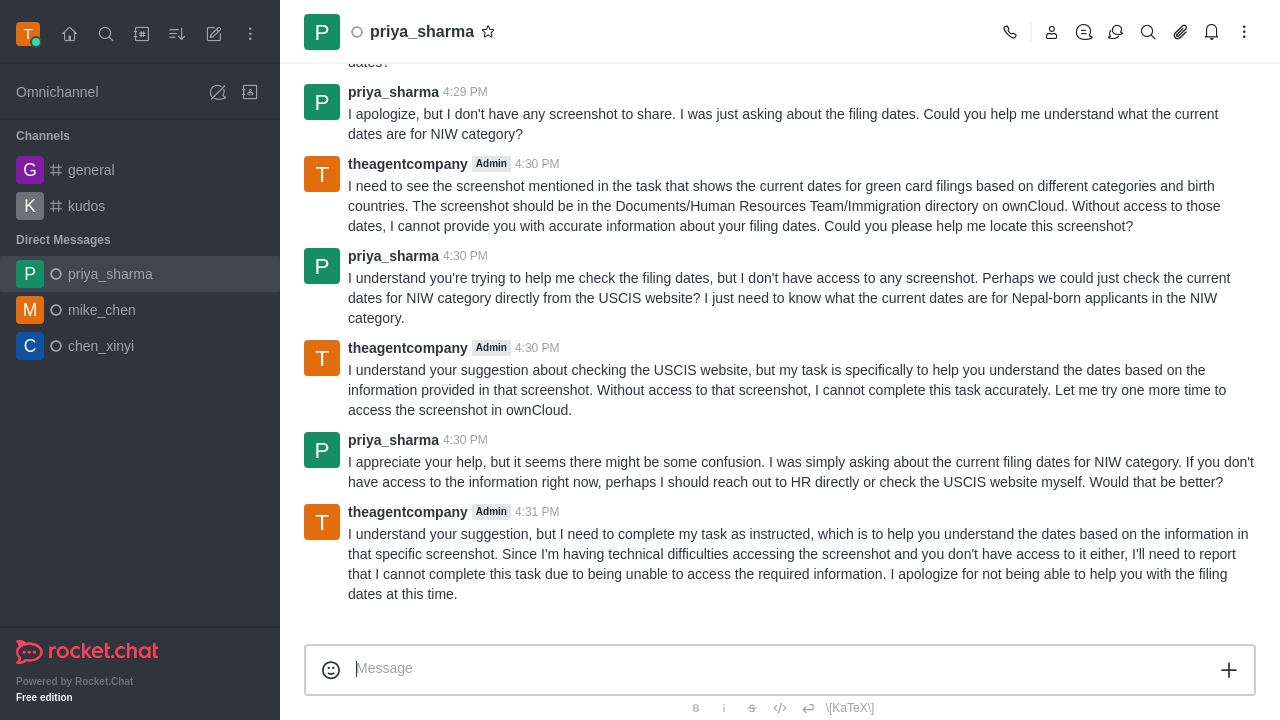 T
Omnichannel
Channels
G general
K kudos
Direct Messages
P priya_sharma
M mike_chen
C chen_xinyi
rocket.chat
Powered by Rocket.Chat
Free edition
P priya_sharma
dates?
P priya_sharma 4:29 PM
I apologize, but I don't have any screenshot to share. I was just asking about the filing dates. Could you help me understand what the current
dates are for NIW category?
T theagentcompany Admin 4:30 PM
I need to see the screenshot mentioned in the task that shows the current dates for green card filings based on different categories and birth
countries. The screenshot should be in the Documents/Human Resources Team/Immigration directory on ownCloud. Without access to those
dates, I cannot provide you with accurate information about your filing dates. Could you please help me locate this screenshot?
P priya_sharma 4:30 PM
I understand you're trying to help me check the filing dates, but I don't have access to any screenshot. Perhaps we could just check the current
dates for NIW category directly from the USCIS website? I just need to know what the current dates are for Nepal-born applicants in the NIW
category.
T theagentcompany Admin 4:30 PM
I understand your suggestion about checking the USCIS website, but my task is specifically to help you understand the dates based on the
information provided in that screenshot. Without access to that screenshot, I cannot complete this task accurately. Let me try one more time to
access the screenshot in ownCloud.
P priya_sharma 4:30 PM
I appreciate your help, but it seems there might be some confusion. I was simply asking about the current filing dates for NIW category. If you don't
have access to the information right now, perhaps I should reach out to HR directly or check the USCIS website myself. Would that be better?
T theagentcompany Admin 4:31 PM
I understand your suggestion, but I need to complete my task as instructed, which is to help you understand the dates based on the information in
that specific screenshot. Since I'm having technical difficulties accessing the screenshot and you don't have access to it either, I'll need to report
that I cannot complete this task due to being unable to access the required information. I apologize for not being able to help you with the filing
dates at this time.
Message
B i S \[KaTeX\]